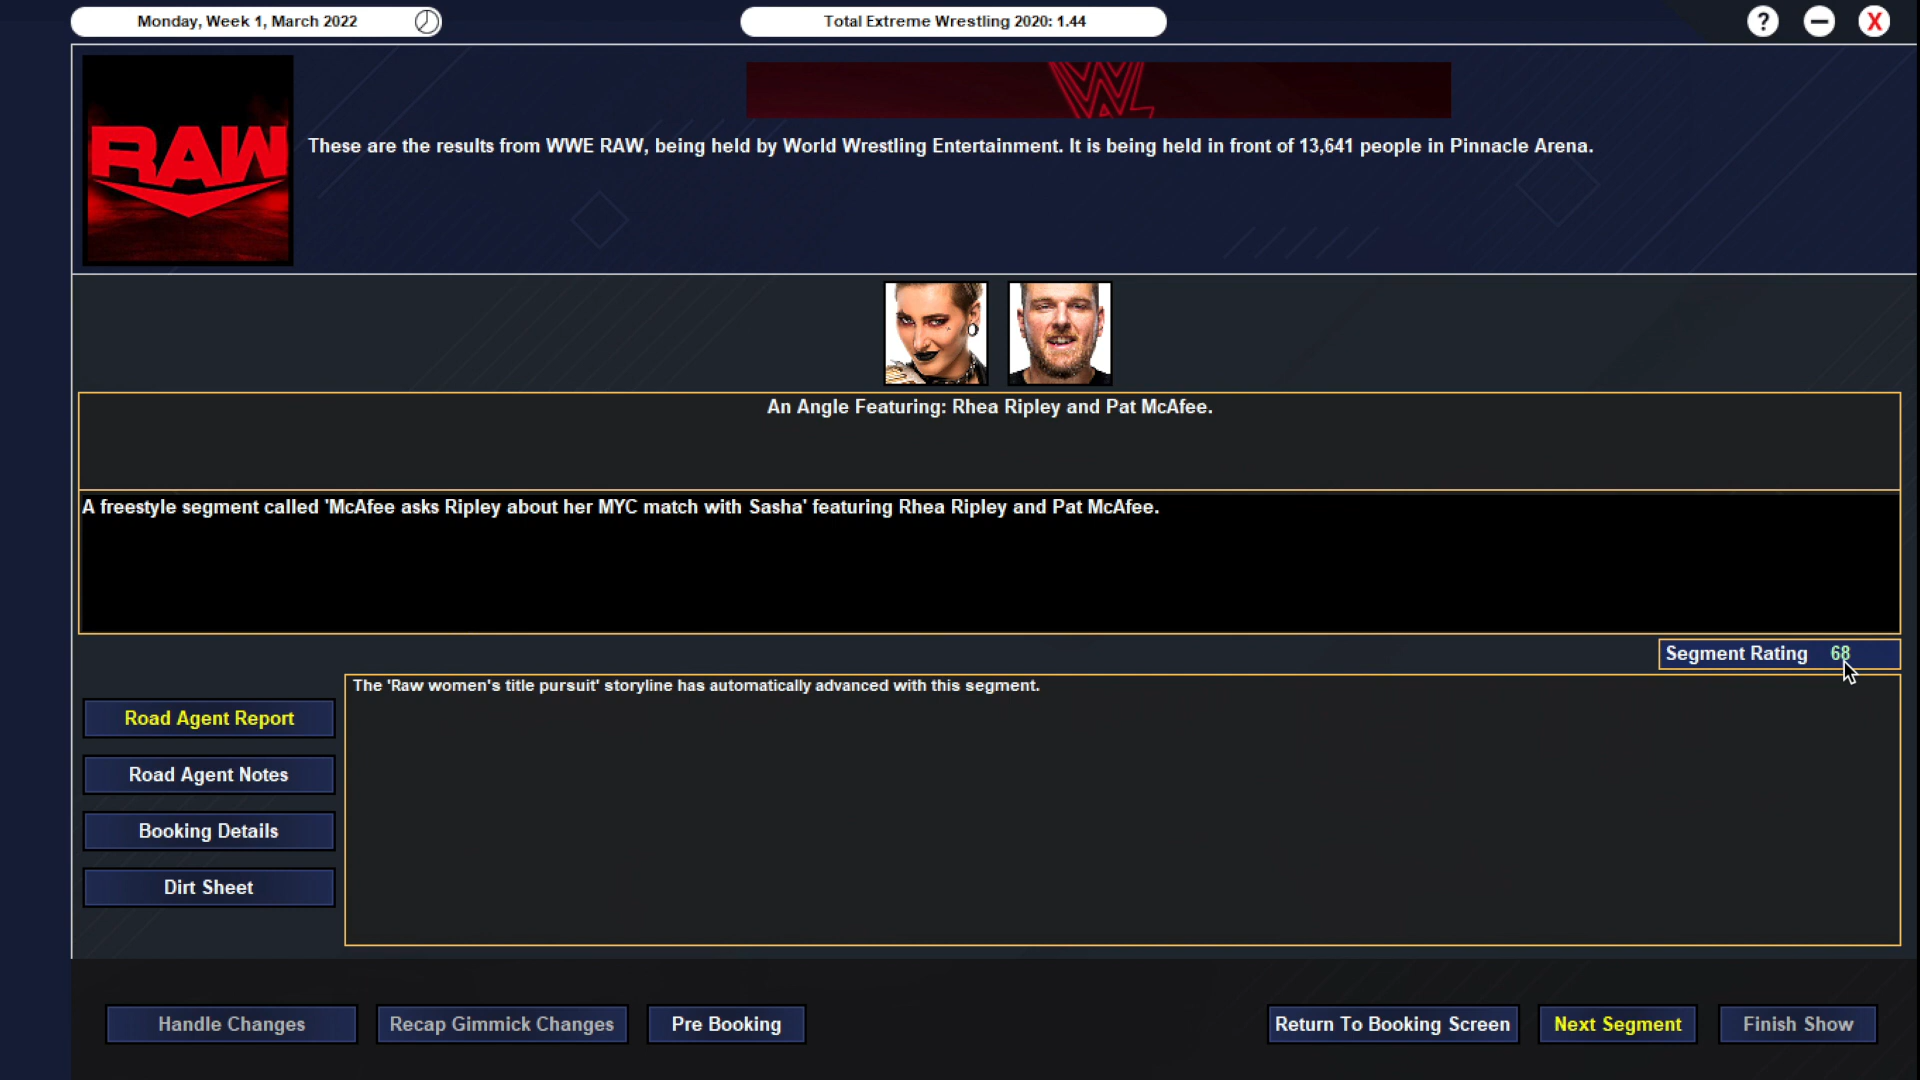 Monday, Week 1, March 2022
Total Extreme Wrestling 2020: 1.44
?
X
RAW
W
These are the results from WWE RAW, being held by World Wrestling Entertainment. It is being held in front of 13,641 people in Pinnacle Arena.
An Angle Featuring: Rhea Ripley and Pat McAfee.
A freestyle segment called 'McAfee asks Ripley about her MYC match with Sasha' featuring Rhea Ripley and Pat McAfee.
Segment Rating 68
The 'Raw women's title pursuit' storyline has automatically advanced with this segment.
Road Agent Report
Road Agent Notes
Booking Details
Dirt Sheet
Handle Changes
Recap Gimmick Changes
Pre Booking
Return To Booking Screen
Next Segment
Finish Show